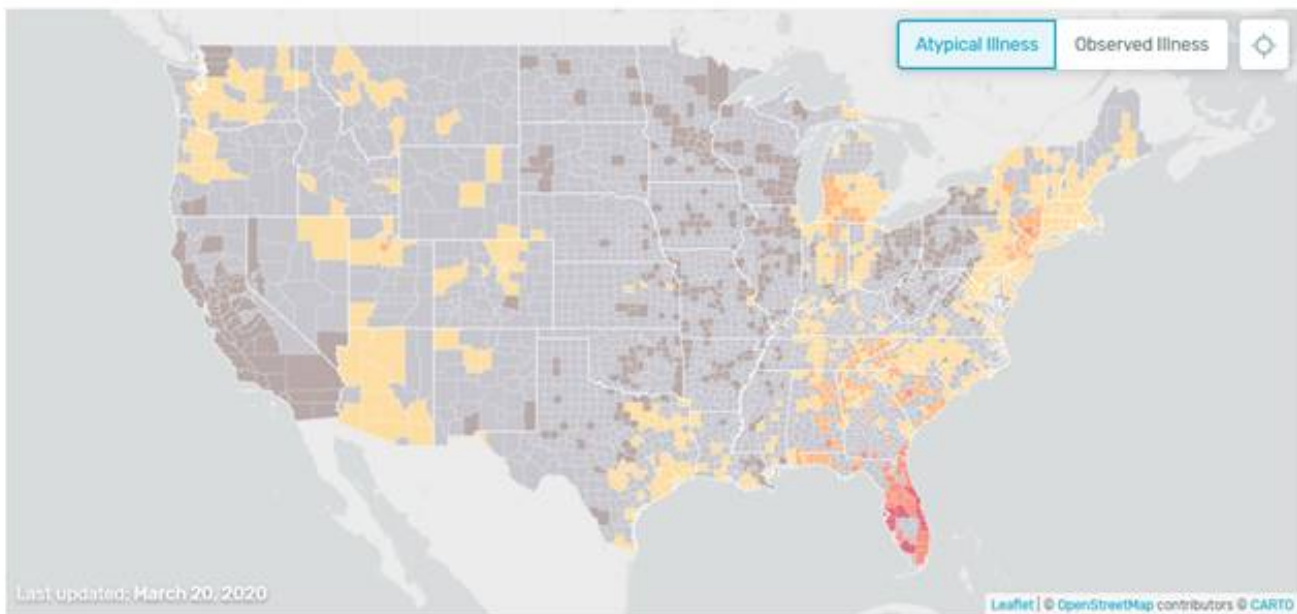 Atypical Illness
Observed Illness
Last updated: March 20, 2020
Leaflet | © OpenStreetMap contributors © CARTO